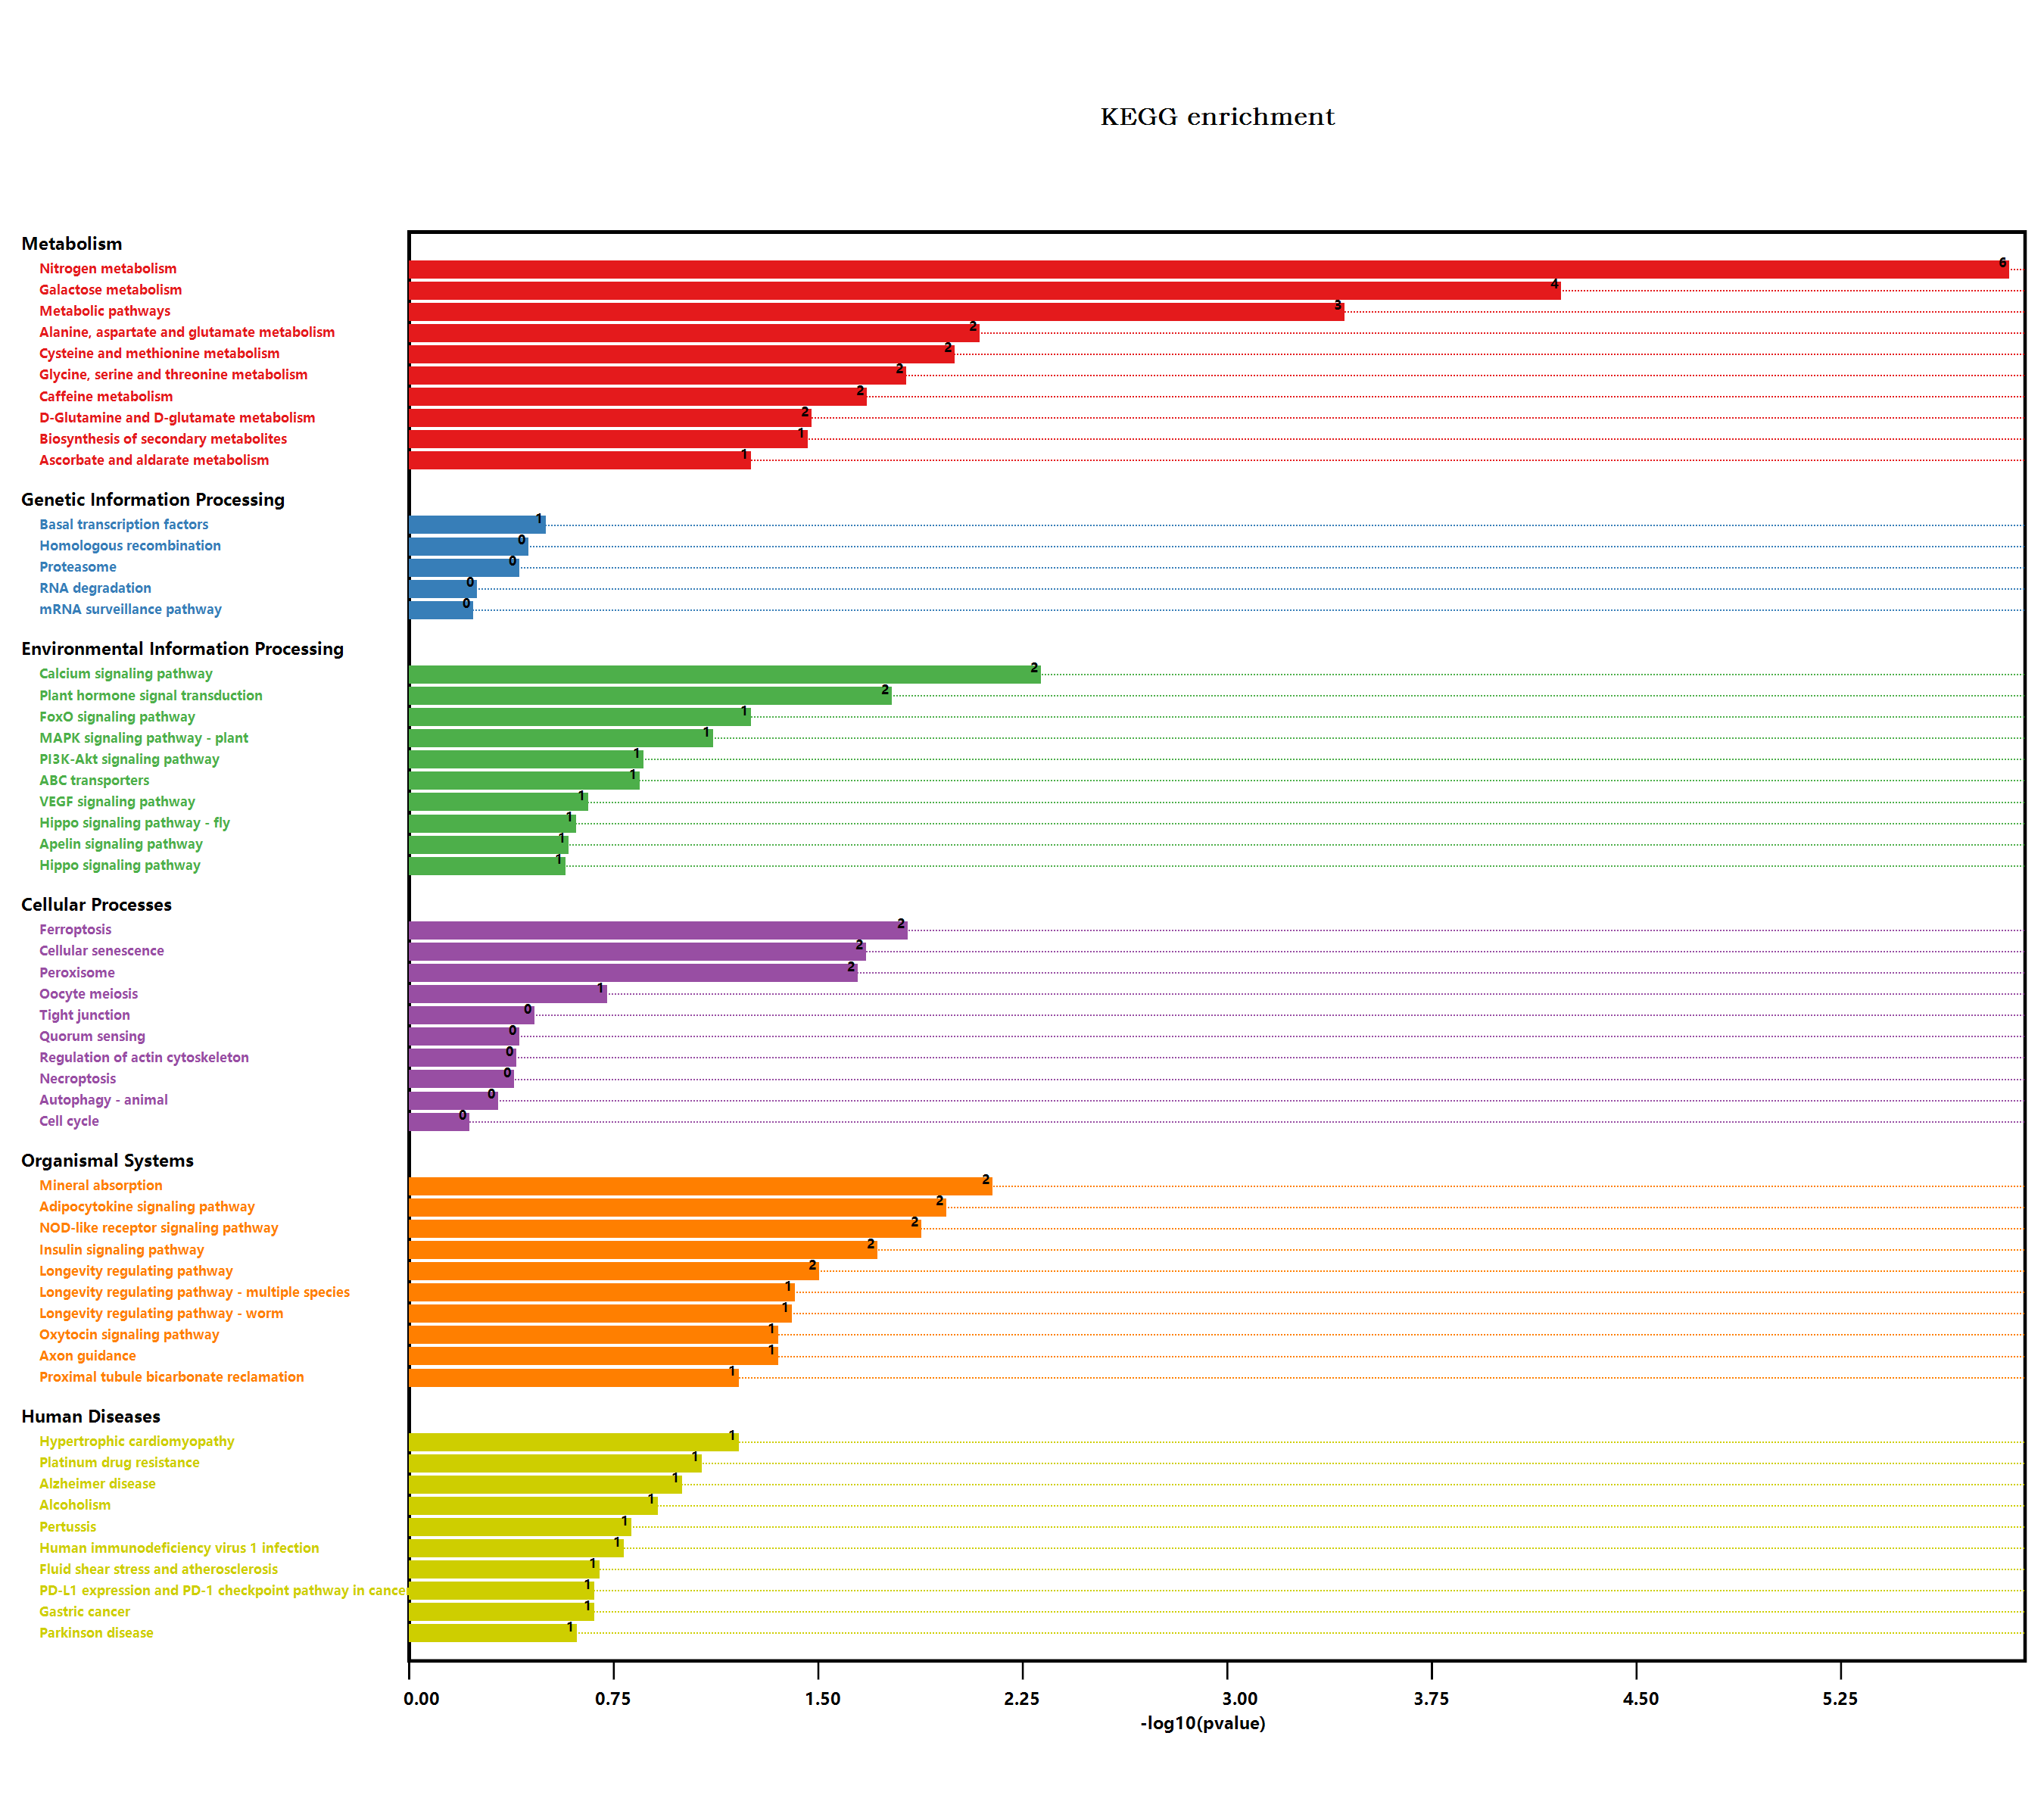 KEGG enrichment
Metabolism
Nitrogen metabolism 6
Galactose metabolism 4
Metabolic pathways 3
Alanine, aspartate and glutamate metabolism 2
Cysteine and methionine metabolism 2
Glycine, serine and threonine metabolism 2
Caffeine metabolism 2
D-Glutamine and D-glutamate metabolism 2
Biosynthesis of secondary metabolites 1
Ascorbate and aldarate metabolism 1
Genetic Information Processing
Basal transcription factors 1
Homologous recombination 0
Proteasome 0
RNA degradation 0
mRNA surveillance pathway 0
Environmental Information Processing
Calcium signaling pathway 2
Plant hormone signal transduction 2
FoxO signaling pathway 1
MAPK signaling pathway - plant 1
PI3K-Akt signaling pathway 1
ABC transporters 1
VEGF signaling pathway 1
Hippo signaling pathway - fly 1
Apelin signaling pathway 1
Hippo signaling pathway 1
Cellular Processes
Ferroptosis 2
Cellular senescence 2
Peroxisome 2
Oocyte meiosis 1
Tight junction 0
Quorum sensing 0
Regulation of actin cytoskeleton 0
Necroptosis 0
Autophagy - animal 0
Cell cycle 0
Organismal Systems
Mineral absorption 2
Adipocytokine signaling pathway 2
NOD-like receptor signaling pathway 2
Insulin signaling pathway 2
Longevity regulating pathway 2
Longevity regulating pathway - multiple species 1
Longevity regulating pathway - worm 1
Oxytocin signaling pathway 1
Axon guidance 1
Proximal tubule bicarbonate reclamation 1
Human Diseases
Hypertrophic cardiomyopathy 1
Platinum drug resistance 1
Alzheimer disease 1
Alcoholism 1
Pertussis 1
Human immunodeficiency virus 1 infection 1
Fluid shear stress and atherosclerosis 1
PD-L1 expression and PD-1 checkpoint pathway in cance 1
Gastric cancer 1
Parkinson disease 1
0.00 0.75 1.50 2.25 3.00 3.75 4.50 5.25
-log10(pvalue)